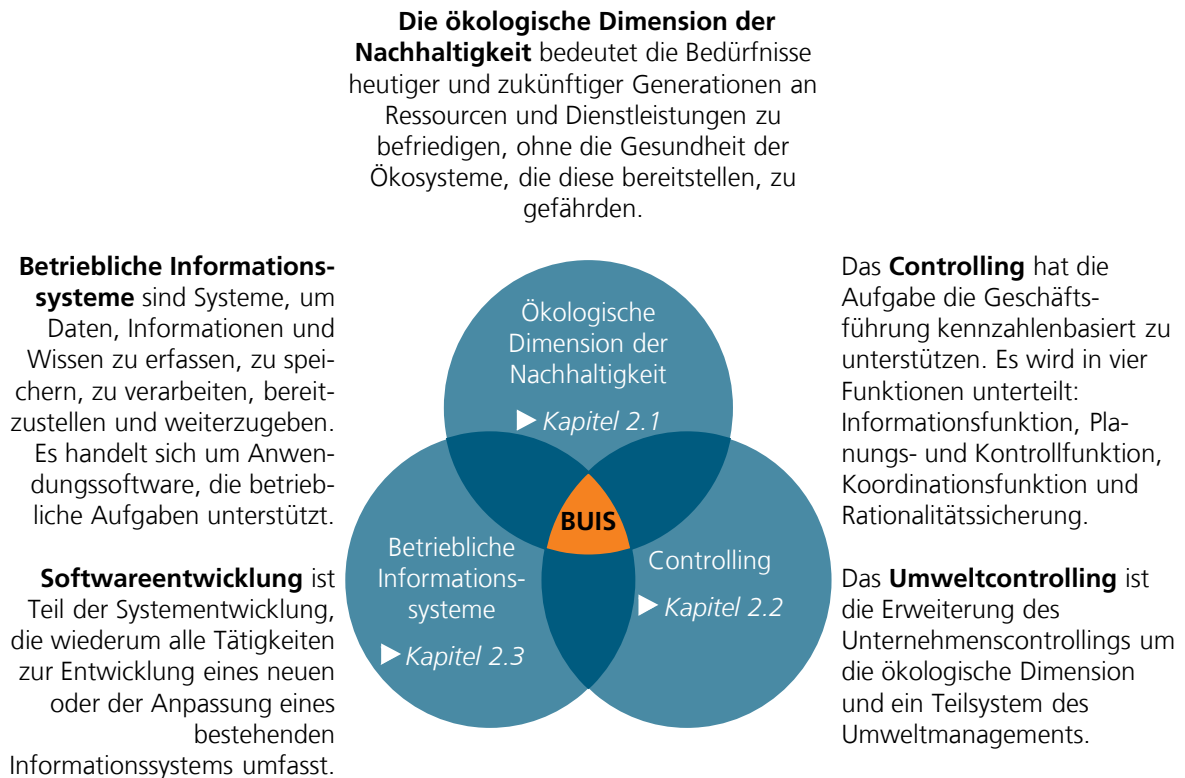 Die ökologische Dimension der
Nachhaltigkeit bedeutet die Bedürfnisse
heutiger und zukünftiger Generationen an
Ressourcen und Dienstleistungen zu
befriedigen, ohne die Gesundheit der
Ökosysteme, die diese bereitstellen, zu
gefährden.
Betriebliche Informations-
systeme sind Systeme, um
Daten, Informationen und
Wissen zu erfassen, zu spei-
chern, zu verarbeiten, bereit-
zustellen und weiterzugeben.
Es handelt sich um Anwen-
dungssoftware, die betrieb-
liche Aufgaben unterstützt.
Softwareentwicklung ist
Teil der Systementwicklung,
die wiederum alle Tätigkeiten
zur Entwicklung eines neuen
oder der Anpassung eines
bestehenden
Informationssystems umfasst.
Ökologische
Dimension der
Nachhaltigkeit
▶ Kapitel 2.1
BUIS
Betriebliche
Informations-
systeme
▶ Kapitel 2.3
Controlling
▶ Kapitel 2.2
Das Controlling hat die
Aufgabe die Geschäfts-
führung kennzahlenbasiert zu
unterstützen. Es wird in vier
Funktionen unterteilt:
Informationsfunktion, Pla-
nungs- und Kontrollfunktion,
Koordinationsfunktion und
Rationalitätssicherung.
Das Umweltcontrolling ist
die Erweiterung des
Unternehmenscontrollings um
die ökologische Dimension
und ein Teilsystem des
Umweltmanagements.